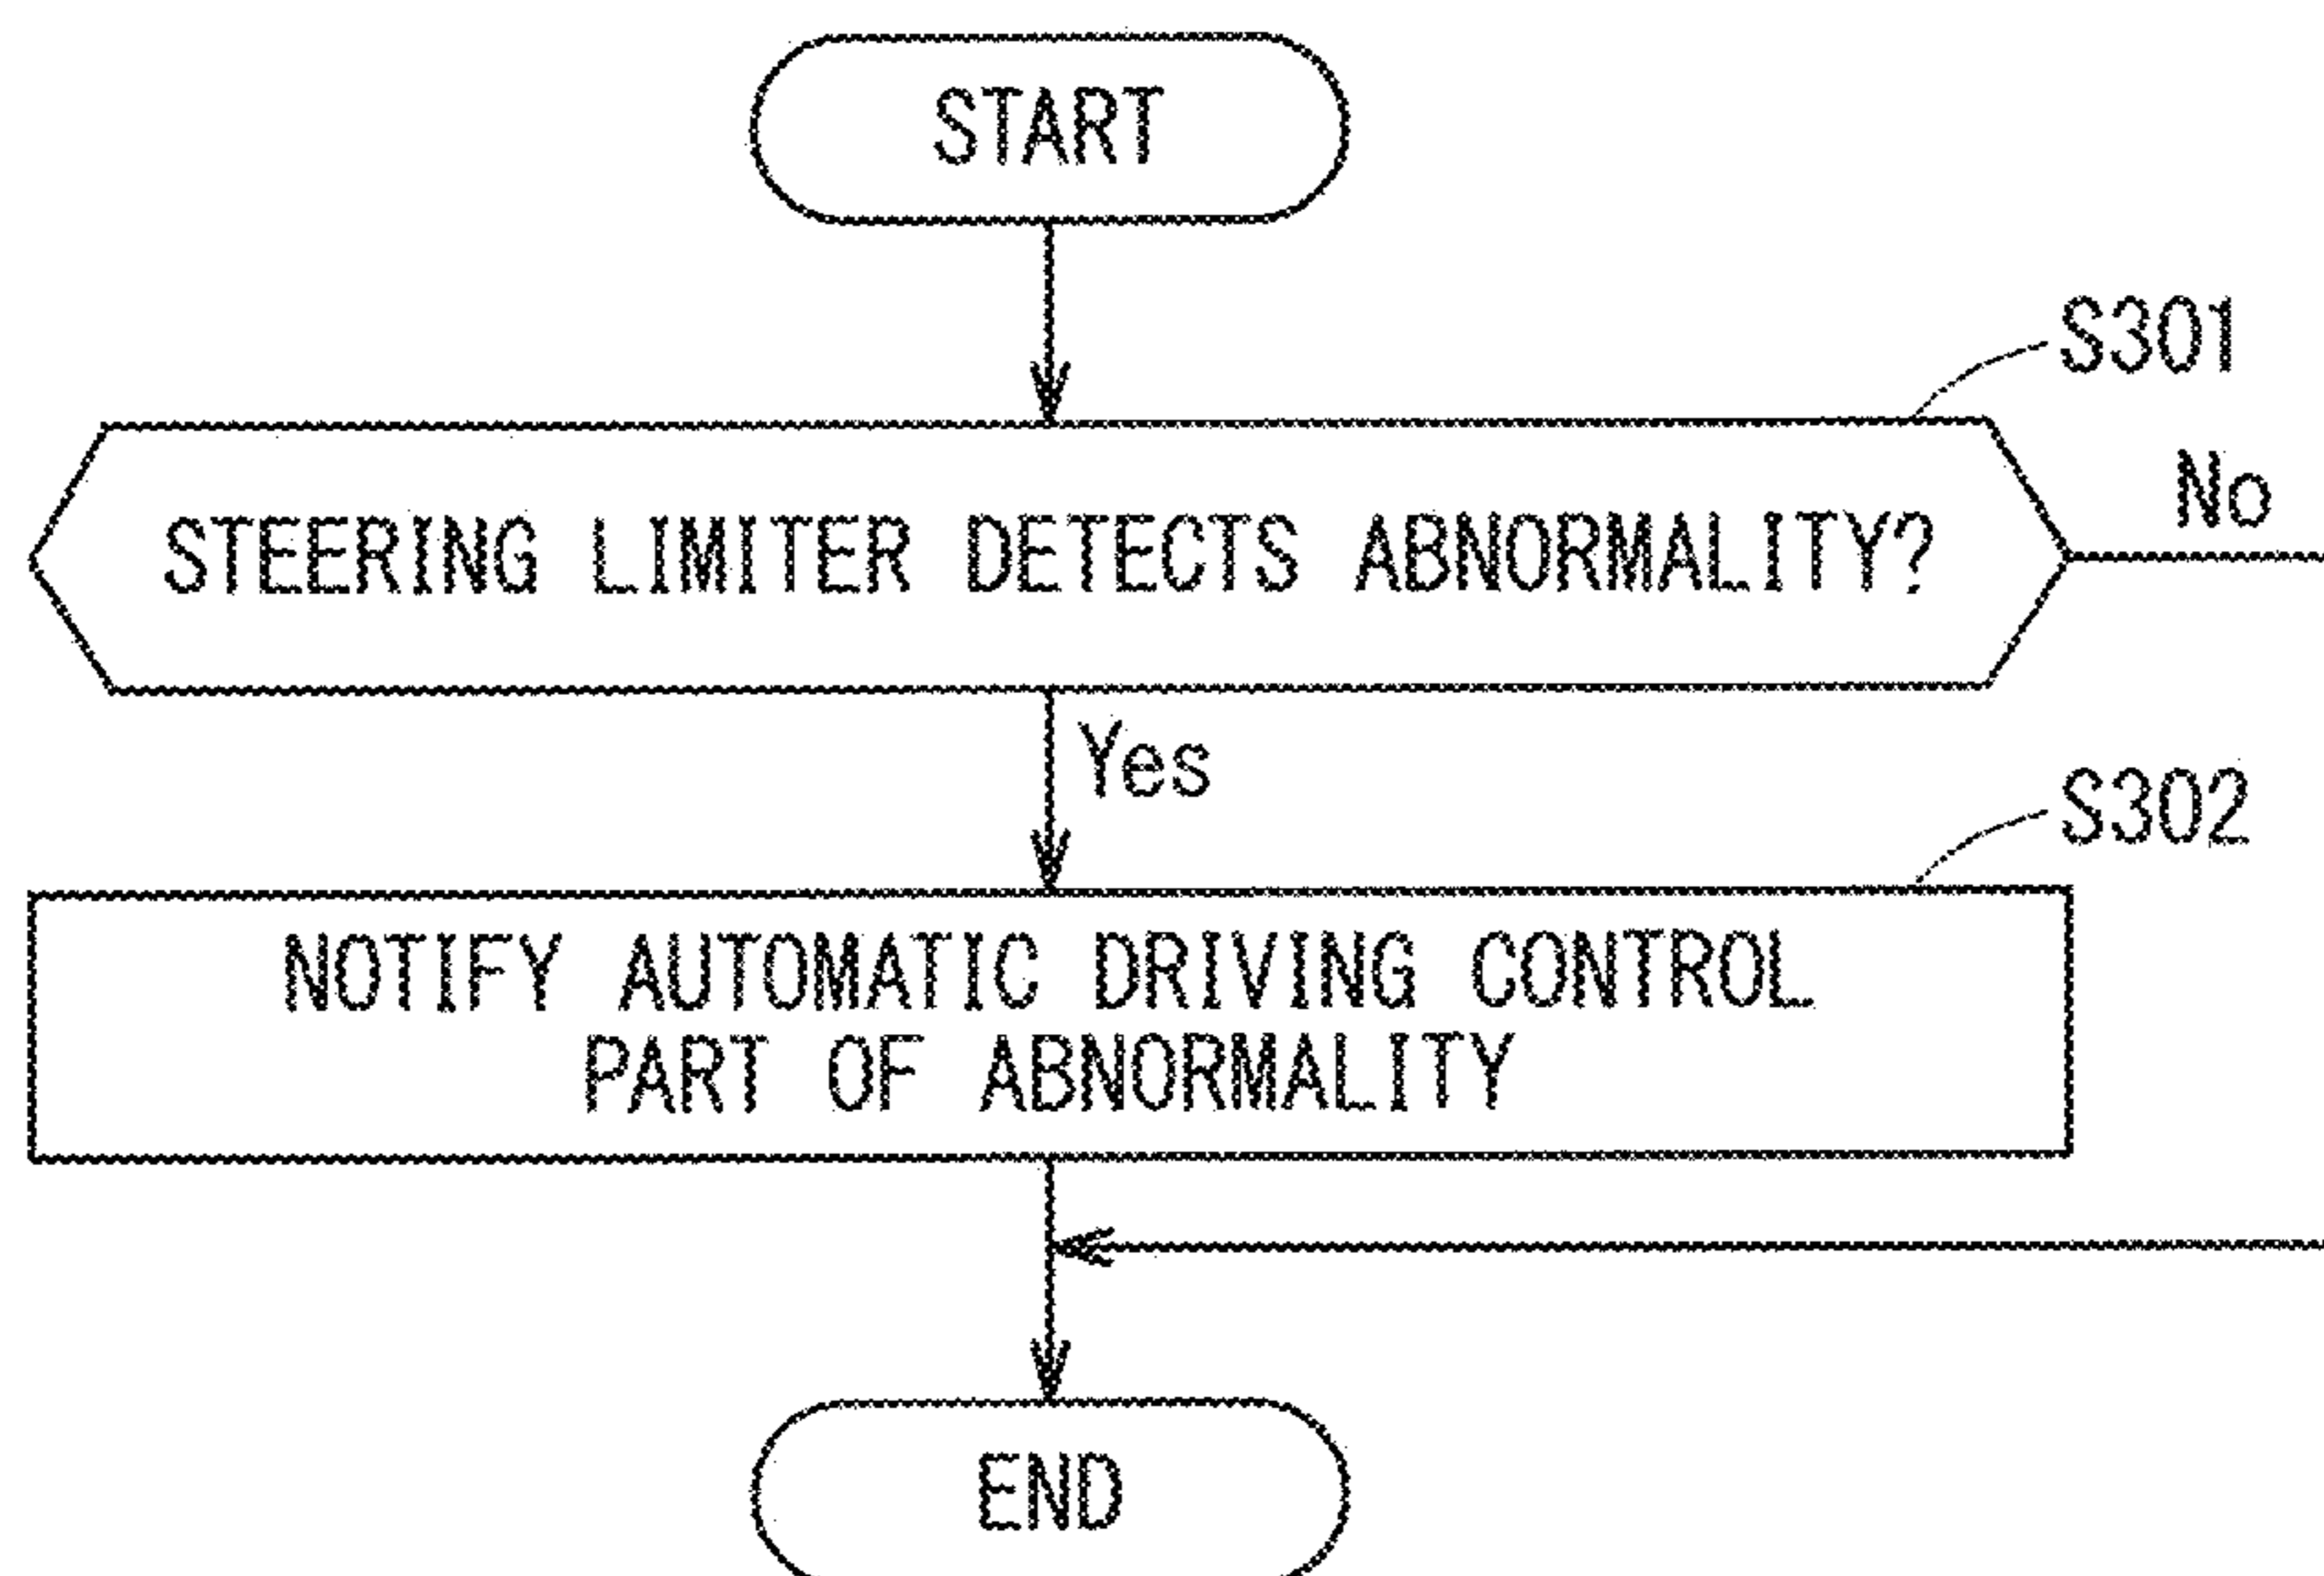 START
S301
STEERING LIMITER DETECTS ABNORMALITY?
No
Yes
S302
NOTIFY AUTOMATIC DRIVING CONTROL
PART OF ABNORMALITY
END